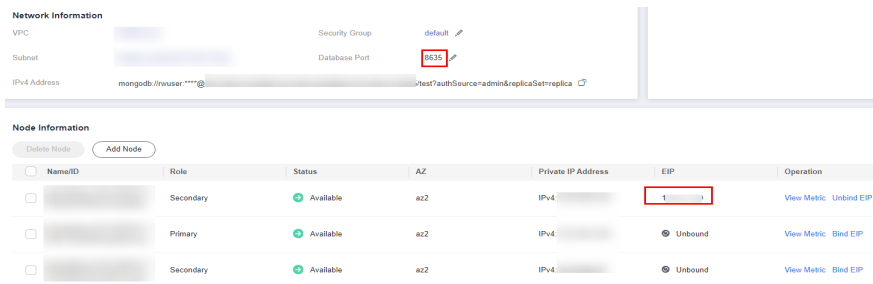 Network Information
VPC Security Group default
Subnet Database Port 8635
IPv4 Address mongodb://rwuser:****@ /test?authSource=admin&replicaSet=replica
Node Information
Delete Node Add Node
Name/ID Role Status AZ Private IP Address EIP Operation
Secondary Available az2 IPv4: 1 View Metric Unbind EIP
Primary Available az2 IPv4: Unbound View Metric Bind EIP
Secondary Available az2 IPv4: Unbound View Metric Bind EIP